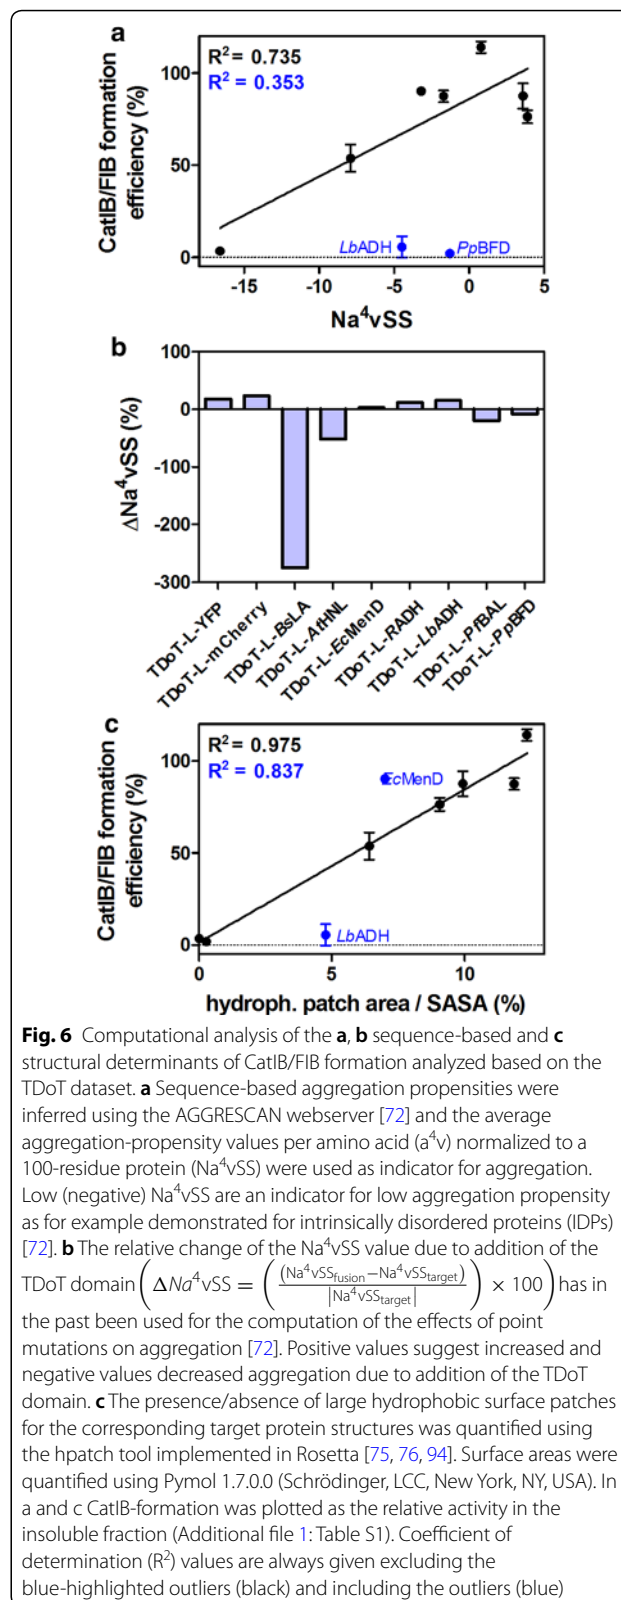 a
R² = 0.735
R² = 0.353
CatIB/FIB formation
efficiency (%)
100
50
0
LbADH
PpBFD
-15
-10
-5
0
5
Na⁴vSS
b
ΔNa⁴vSS (%)
100
0
-100
-200
-300
TDoT-L-YFP
TDoT-L-mCherry
TDoT-L-BsLA
TDoT-L-AtHNL
TDoT-L-EcMenD
TDoT-L-RADH
TDoT-L-LbADH
TDoT-L-PfBAL
TDoT-L-PpBFD
c
R² = 0.975
R² = 0.837
CatIB/FIB formation
efficiency (%)
100
50
0
EcMenD
LbADH
0
5
10
hydroph. patch area / SASA (%)
Fig. 6 Computational analysis of the a, b sequence-based and c
structural determinants of CatIB/FIB formation analyzed based on the
TDoT dataset. a Sequence-based aggregation propensities were
inferred using the AGGRESCAN webserver [72] and the average
aggregation-propensity values per amino acid (a⁴v) normalized to a
100-residue protein (Na⁴vSS) were used as indicator for aggregation.
Low (negative) Na⁴vSS are an indicator for low aggregation propensity
as for example demonstrated for intrinsically disordered proteins (IDPs)
[72]. b The relative change of the Na⁴vSS value due to addition of the
TDoT domain (ΔNa⁴vSS = ((Na⁴vSSfusion−Na⁴vSStarget) / |Na⁴vSStarget|) × 100) has in
the past been used for the computation of the effects of point
mutations on aggregation [72]. Positive values suggest increased and
negative values decreased aggregation due to addition of the TDoT
domain. c The presence/absence of large hydrophobic surface patches
for the corresponding target protein structures was quantified using
the hpatch tool implemented in Rosetta [75, 76, 94]. Surface areas were
quantified using Pymol 1.7.0.0 (Schrödinger, LCC, New York, NY, USA). In
a and c CatIB-formation was plotted as the relative activity in the
insoluble fraction (Additional file 1: Table S1). Coefficient of
determination (R²) values are always given excluding the
blue-highlighted outliers (black) and including the outliers (blue)